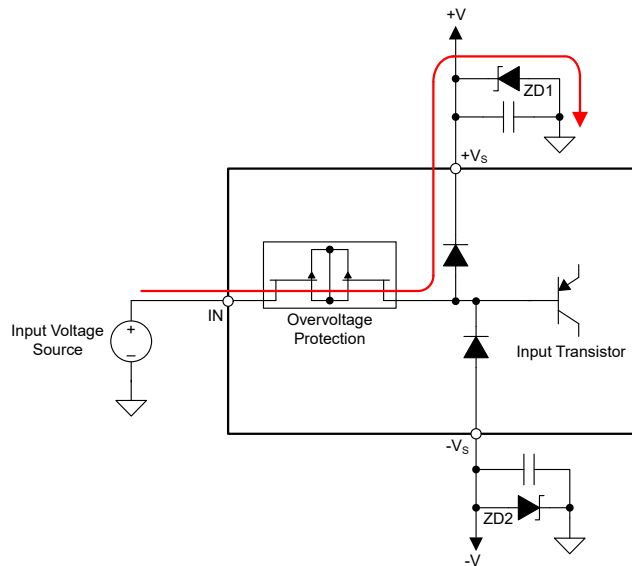 +V
ZD1
+VS
IN
Overvoltage
Protection
Input Voltage
Source
+
–
Input Transistor
-VS
ZD2
-V